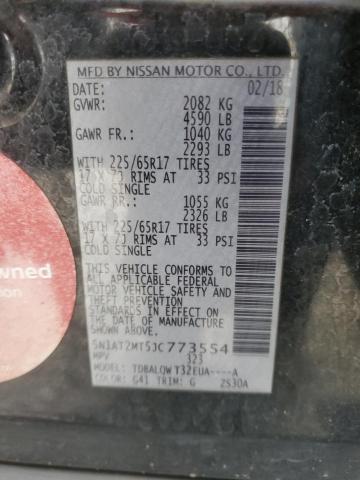 MFD BY NISSAN MOTOR CO., LTD.
DATE: 02/18
GVWR: 2082 KG
4590 LB
GAWR FR.: 1040 KG
2293 LB
WITH 225/65R17 TIRES
17 X 7J RIMS AT 33 PSI
COLD SINGLE
GAWR RR.: 1055 KG
2326 LB
WITH 225/65R17 TIRES
17 X 7J RIMS AT 33 PSI
COLD SINGLE
THIS VEHICLE CONFORMS TO
ALL APPLICABLE FEDERAL
MOTOR VEHICLE SAFETY AND
THEFT PREVENTION
STANDARDS IN EFFECT ON
THE DATE OF MANUFACTURE
SHOWN ABOVE.
5N1AT2MT5JC773554
MPV 323
MODEL: TDBALQWT32EUA----A
COLOR: G41 TRIM: G 2S30A
wned
tion